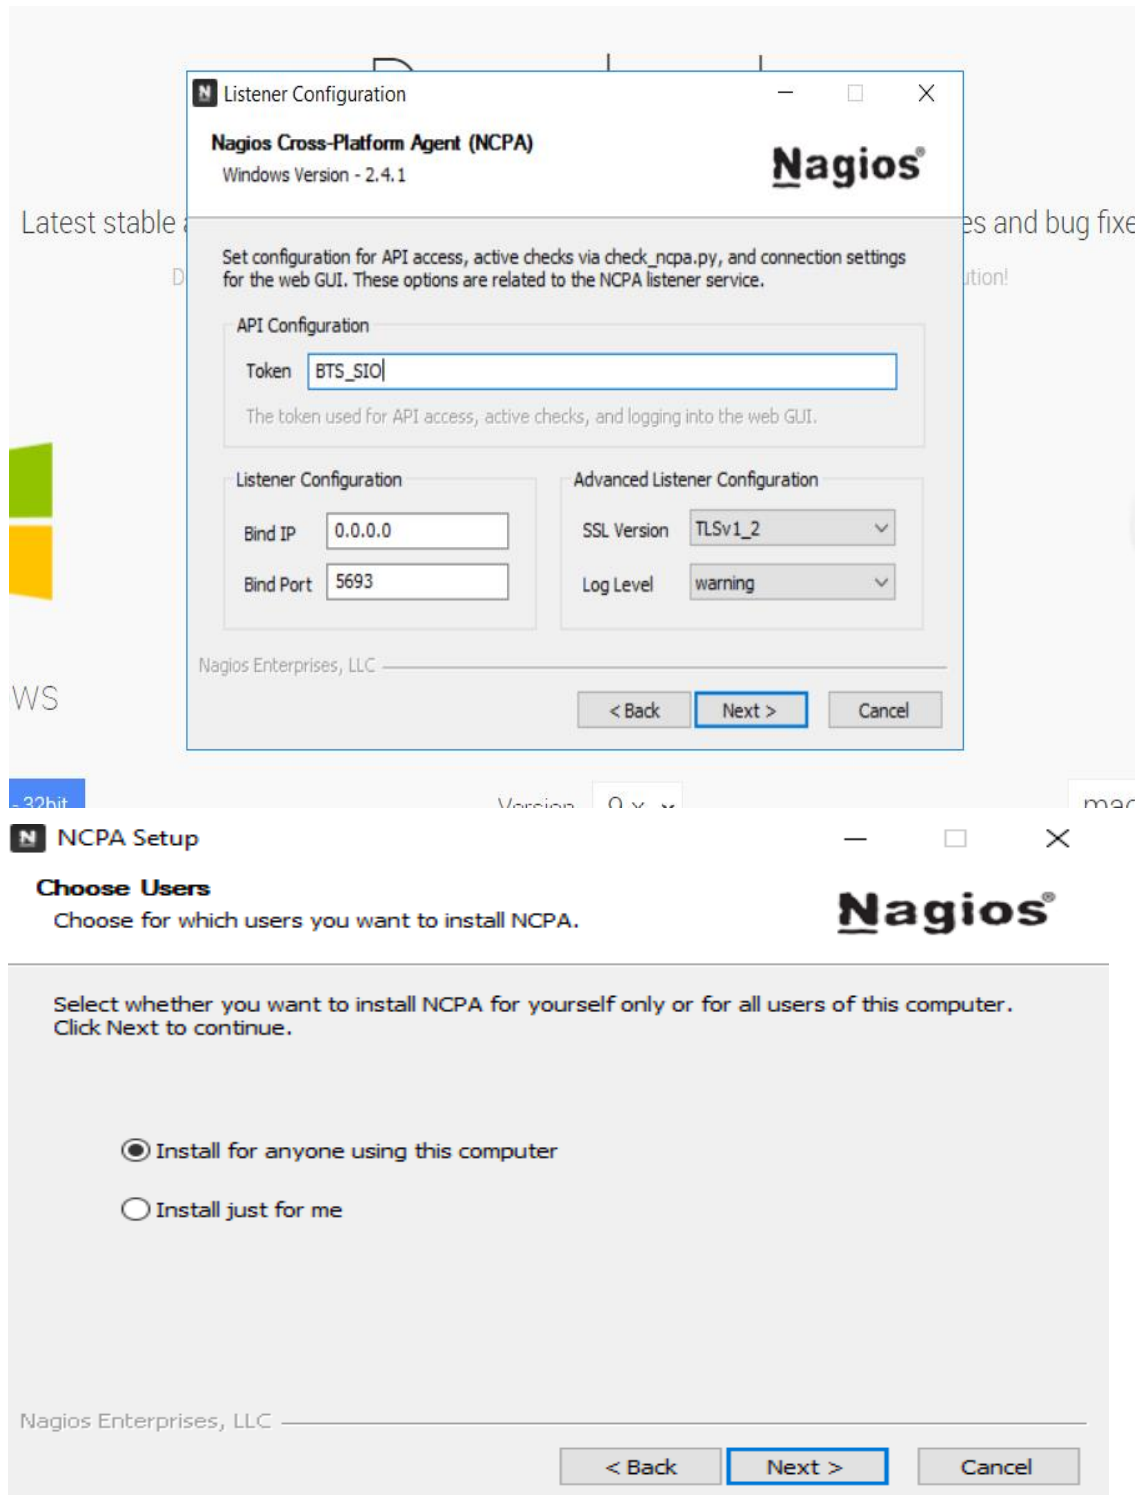 Listener Configuration
Nagios Cross-Platform Agent (NCPA)
Windows Version - 2.4.1
Nagios®
Latest stable
and bug fixe
Set configuration for API access, active checks via check_ncpa.py, and connection settings
for the web GUI. These options are related to the NCPA listener service.
API Configuration
Token BTS_SIO
The token used for API access, active checks, and logging into the web GUI.
Listener Configuration
Bind IP 0.0.0.0
Bind Port 5693
Advanced Listener Configuration
SSL Version TLSv1_2
Log Level warning
Nagios Enterprises, LLC
< Back Next > Cancel
ws
- 32bit
Version 9.x
mac
NCPA Setup
Choose Users
Choose for which users you want to install NCPA.
Nagios®
Select whether you want to install NCPA for yourself only or for all users of this computer.
Click Next to continue.
Install for anyone using this computer
Install just for me
Nagios Enterprises, LLC
< Back Next > Cancel